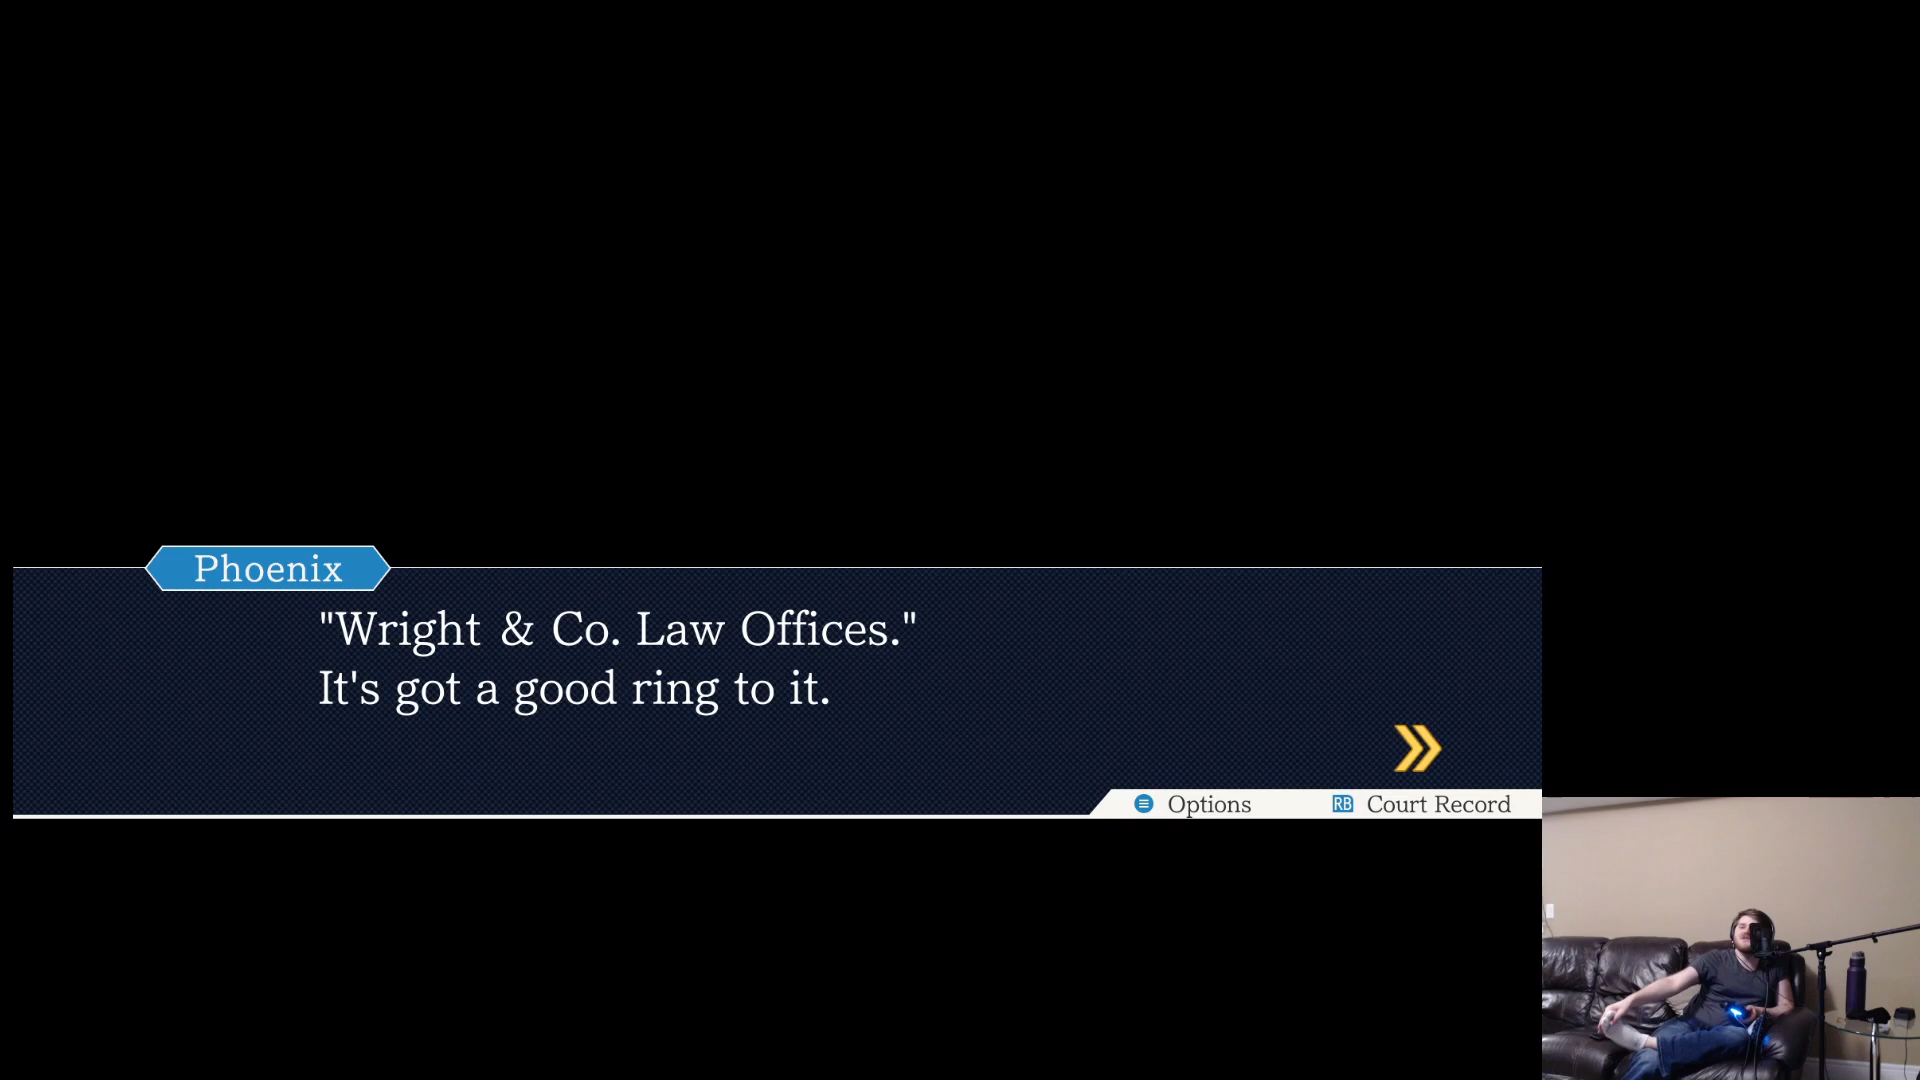 Phoenix
"Wright & Co. Law Offices."
It's got a good ring to it.
Options
RB Court Record